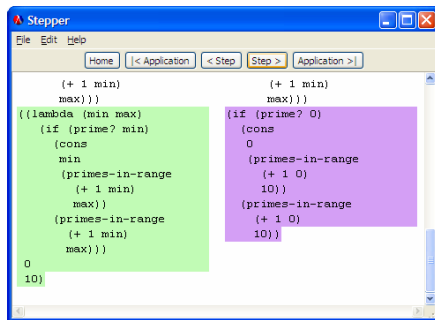 Stepper
File Edit Help
Home |< Application < Step Step > Application >|
(+ 1 min)
max)))
((lambda (min max)
(if (prime? min)
(cons
min
(primes-in-range
(+ 1 min)
max))
(primes-in-range
(+ 1 min)
max)))
0
10)
(+ 1 min)
max)))
(if (prime? 0)
(cons
0
(primes-in-range
(+ 1 0)
10))
(primes-in-range
(+ 1 0)
10))